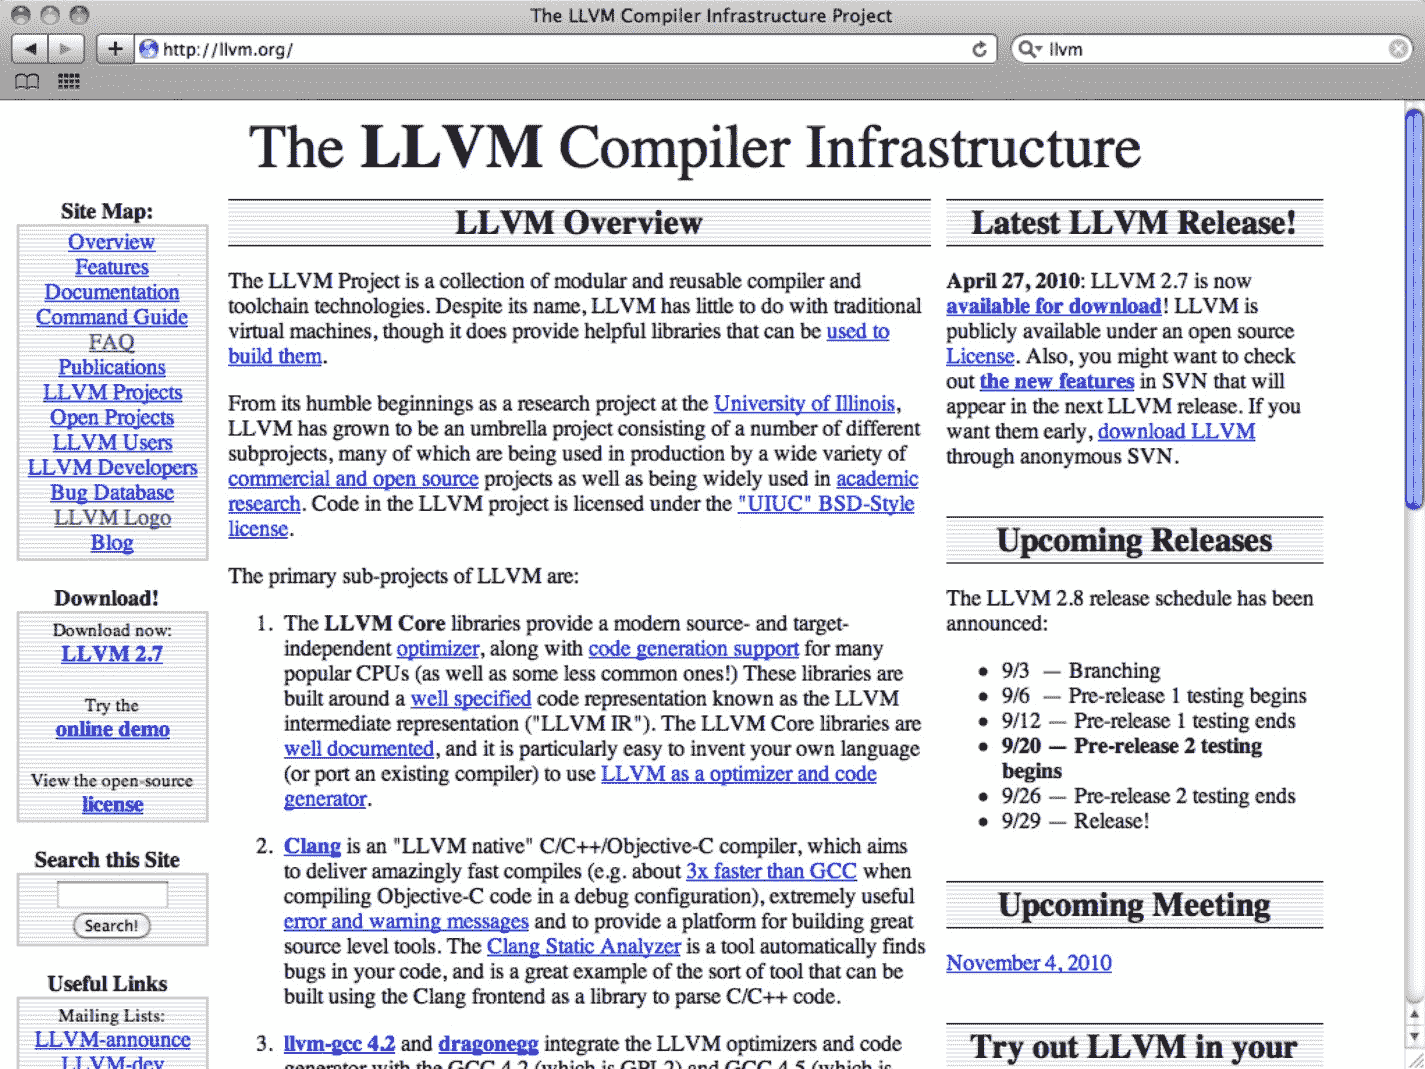 The LLVM Compiler Infrastructure Project
http://llvm.org/
llvm
The LLVM Compiler Infrastructure
Site Map:
Overview
Features
Documentation
Command Guide
FAQ
Publications
LLVM Projects
Open Projects
LLVM Users
LLVM Developers
Bug Database
LLVM Logo
Blog
Download!
Download now:
LLVM 2.7
Try the
online demo
View the open-source
license
Search this Site
Search!
Useful Links
Mailing Lists:
LLVM-announce
LLVM-dev
LLVM Overview
The LLVM Project is a collection of modular and reusable compiler and
toolchain technologies. Despite its name, LLVM has little to do with traditional
virtual machines, though it does provide helpful libraries that can be used to
build them.
From its humble beginnings as a research project at the University of Illinois,
LLVM has grown to be an umbrella project consisting of a number of different
subprojects, many of which are being used in production by a wide variety of
commercial and open source projects as well as being widely used in academic
research. Code in the LLVM project is licensed under the "UIUC" BSD-Style
license.
The primary sub-projects of LLVM are:
1. The LLVM Core libraries provide a modern source- and target-
independent optimizer, along with code generation support for many
popular CPUs (as well as some less common ones!) These libraries are
built around a well specified code representation known as the LLVM
intermediate representation ("LLVM IR"). The LLVM Core libraries are
well documented, and it is particularly easy to invent your own language
(or port an existing compiler) to use LLVM as a optimizer and code
generator.
2. Clang is an "LLVM native" C/C++/Objective-C compiler, which aims
to deliver amazingly fast compiles (e.g. about 3x faster than GCC when
compiling Objective-C code in a debug configuration), extremely useful
error and warning messages and to provide a platform for building great
source level tools. The Clang Static Analyzer is a tool automatically finds
bugs in your code, and is a great example of the sort of tool that can be
built using the Clang frontend as a library to parse C/C++ code.
3. llvm-gcc 4.2 and dragonegg integrate the LLVM optimizers and code
generator with the GCC 4.2 (which is GPL2) and GCC 4.5 (which is
Latest LLVM Release!
April 27, 2010: LLVM 2.7 is now
available for download! LLVM is
publicly available under an open source
License. Also, you might want to check
out the new features in SVN that will
appear in the next LLVM release. If you
want them early, download LLVM
through anonymous SVN.
Upcoming Releases
The LLVM 2.8 release schedule has been
announced:
• 9/3 — Branching
• 9/6 — Pre-release 1 testing begins
• 9/12 — Pre-release 1 testing ends
• 9/20 — Pre-release 2 testing
begins
• 9/26 — Pre-release 2 testing ends
• 9/29 — Release!
Upcoming Meeting
November 4, 2010
Try out LLVM in your